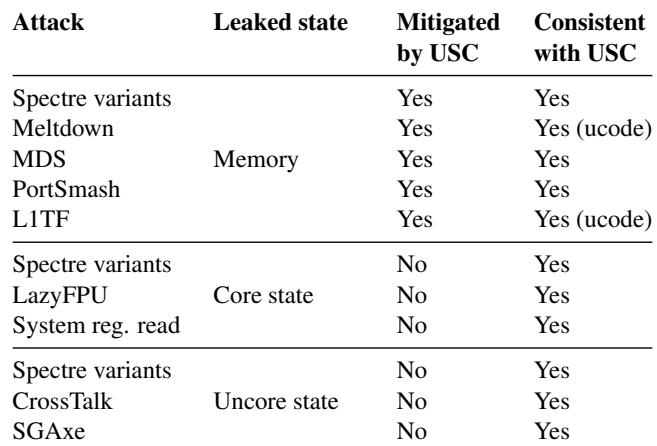 Attack Leaked state Mitigated by USC Consistent with USC
Spectre variants Yes Yes
Meltdown Yes Yes (ucode)
MDS Memory Yes Yes
PortSmash Yes Yes
L1TF Yes Yes (ucode)
Spectre variants No Yes
LazyFPU Core state No Yes
System reg. read No Yes
Spectre variants No Yes
CrossTalk Uncore state No Yes
SGAxe No Yes